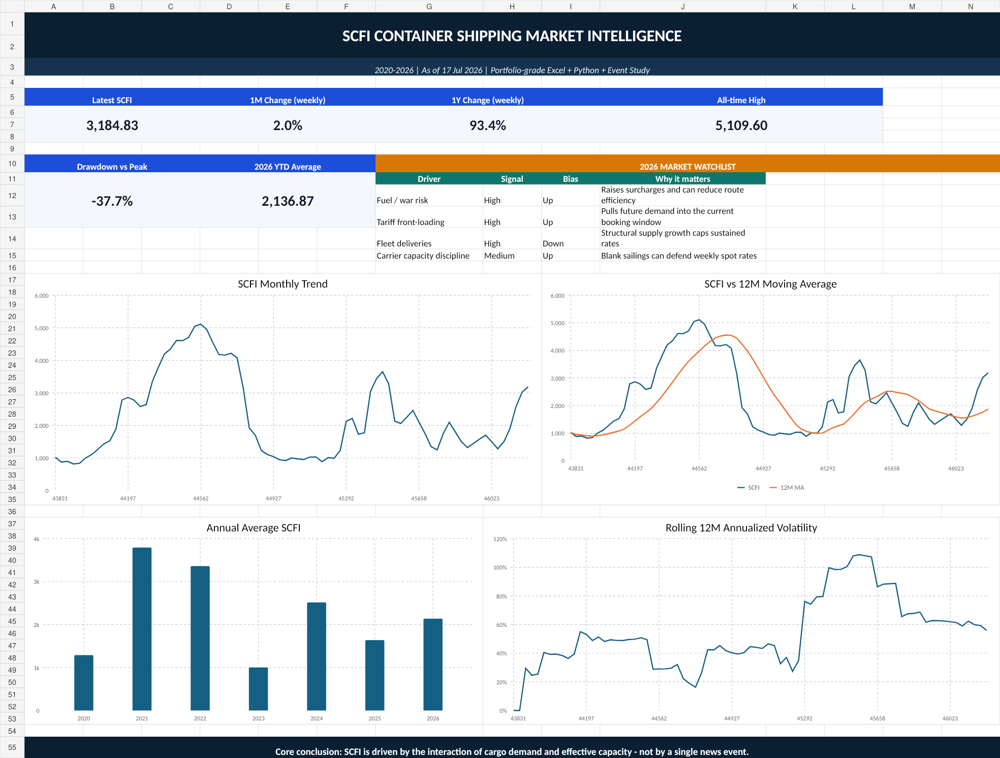 A B C D E F G H I J K L M N
1
SCFI CONTAINER SHIPPING MARKET INTELLIGENCE
2
3 2020-2026 | As of 17 Jul 2026 | Portfolio-grade Excel + Python + Event Study
4
5 Latest SCFI 1M Change (weekly) 1Y Change (weekly) All-time High
6
7 3,184.83 2.0% 93.4% 5,109.60
8
9
10 Drawdown vs Peak 2026 YTD Average 2026 MARKET WATCHLIST
11 Driver Signal Bias Why it matters
12 -37.7% 2,136.87 Fuel / war risk High Up Raises surcharges and can reduce route
efficiency
13 Tariff front-loading High Up Pulls future demand into the current
booking window
14 Fleet deliveries High Down Structural supply growth caps sustained
rates
15 Carrier capacity discipline Medium Up Blank sailings can defend weekly spot rates
16
17
18
19
20
21
22
23
24
25
26
27
28
29
30
31
32
33
34
35
SCFI Monthly Trend
6,000
5,000
4,000
3,000
2,000
1,000
0
43831 44197 44562 44927 45292 45658 46023
SCFI vs 12M Moving Average
6,000
5,000
4,000
3,000
2,000
1,000
0
43831 44197 44562 44927 45292 45658 46023
SCFI 12M MA
36
37
38
39
40
41
42
43
44
45
46
47
48
49
50
51
52
53
Annual Average SCFI
4k
3k
2k
1k
0
2020 2021 2022 2023 2024 2025 2026
Rolling 12M Annualized Volatility
120%
100%
80%
60%
40%
20%
0%
43831 44197 44562 44927 45292 45658 46023
54
55 Core conclusion: SCFI is driven by the interaction of cargo demand and effective capacity - not by a single news event.